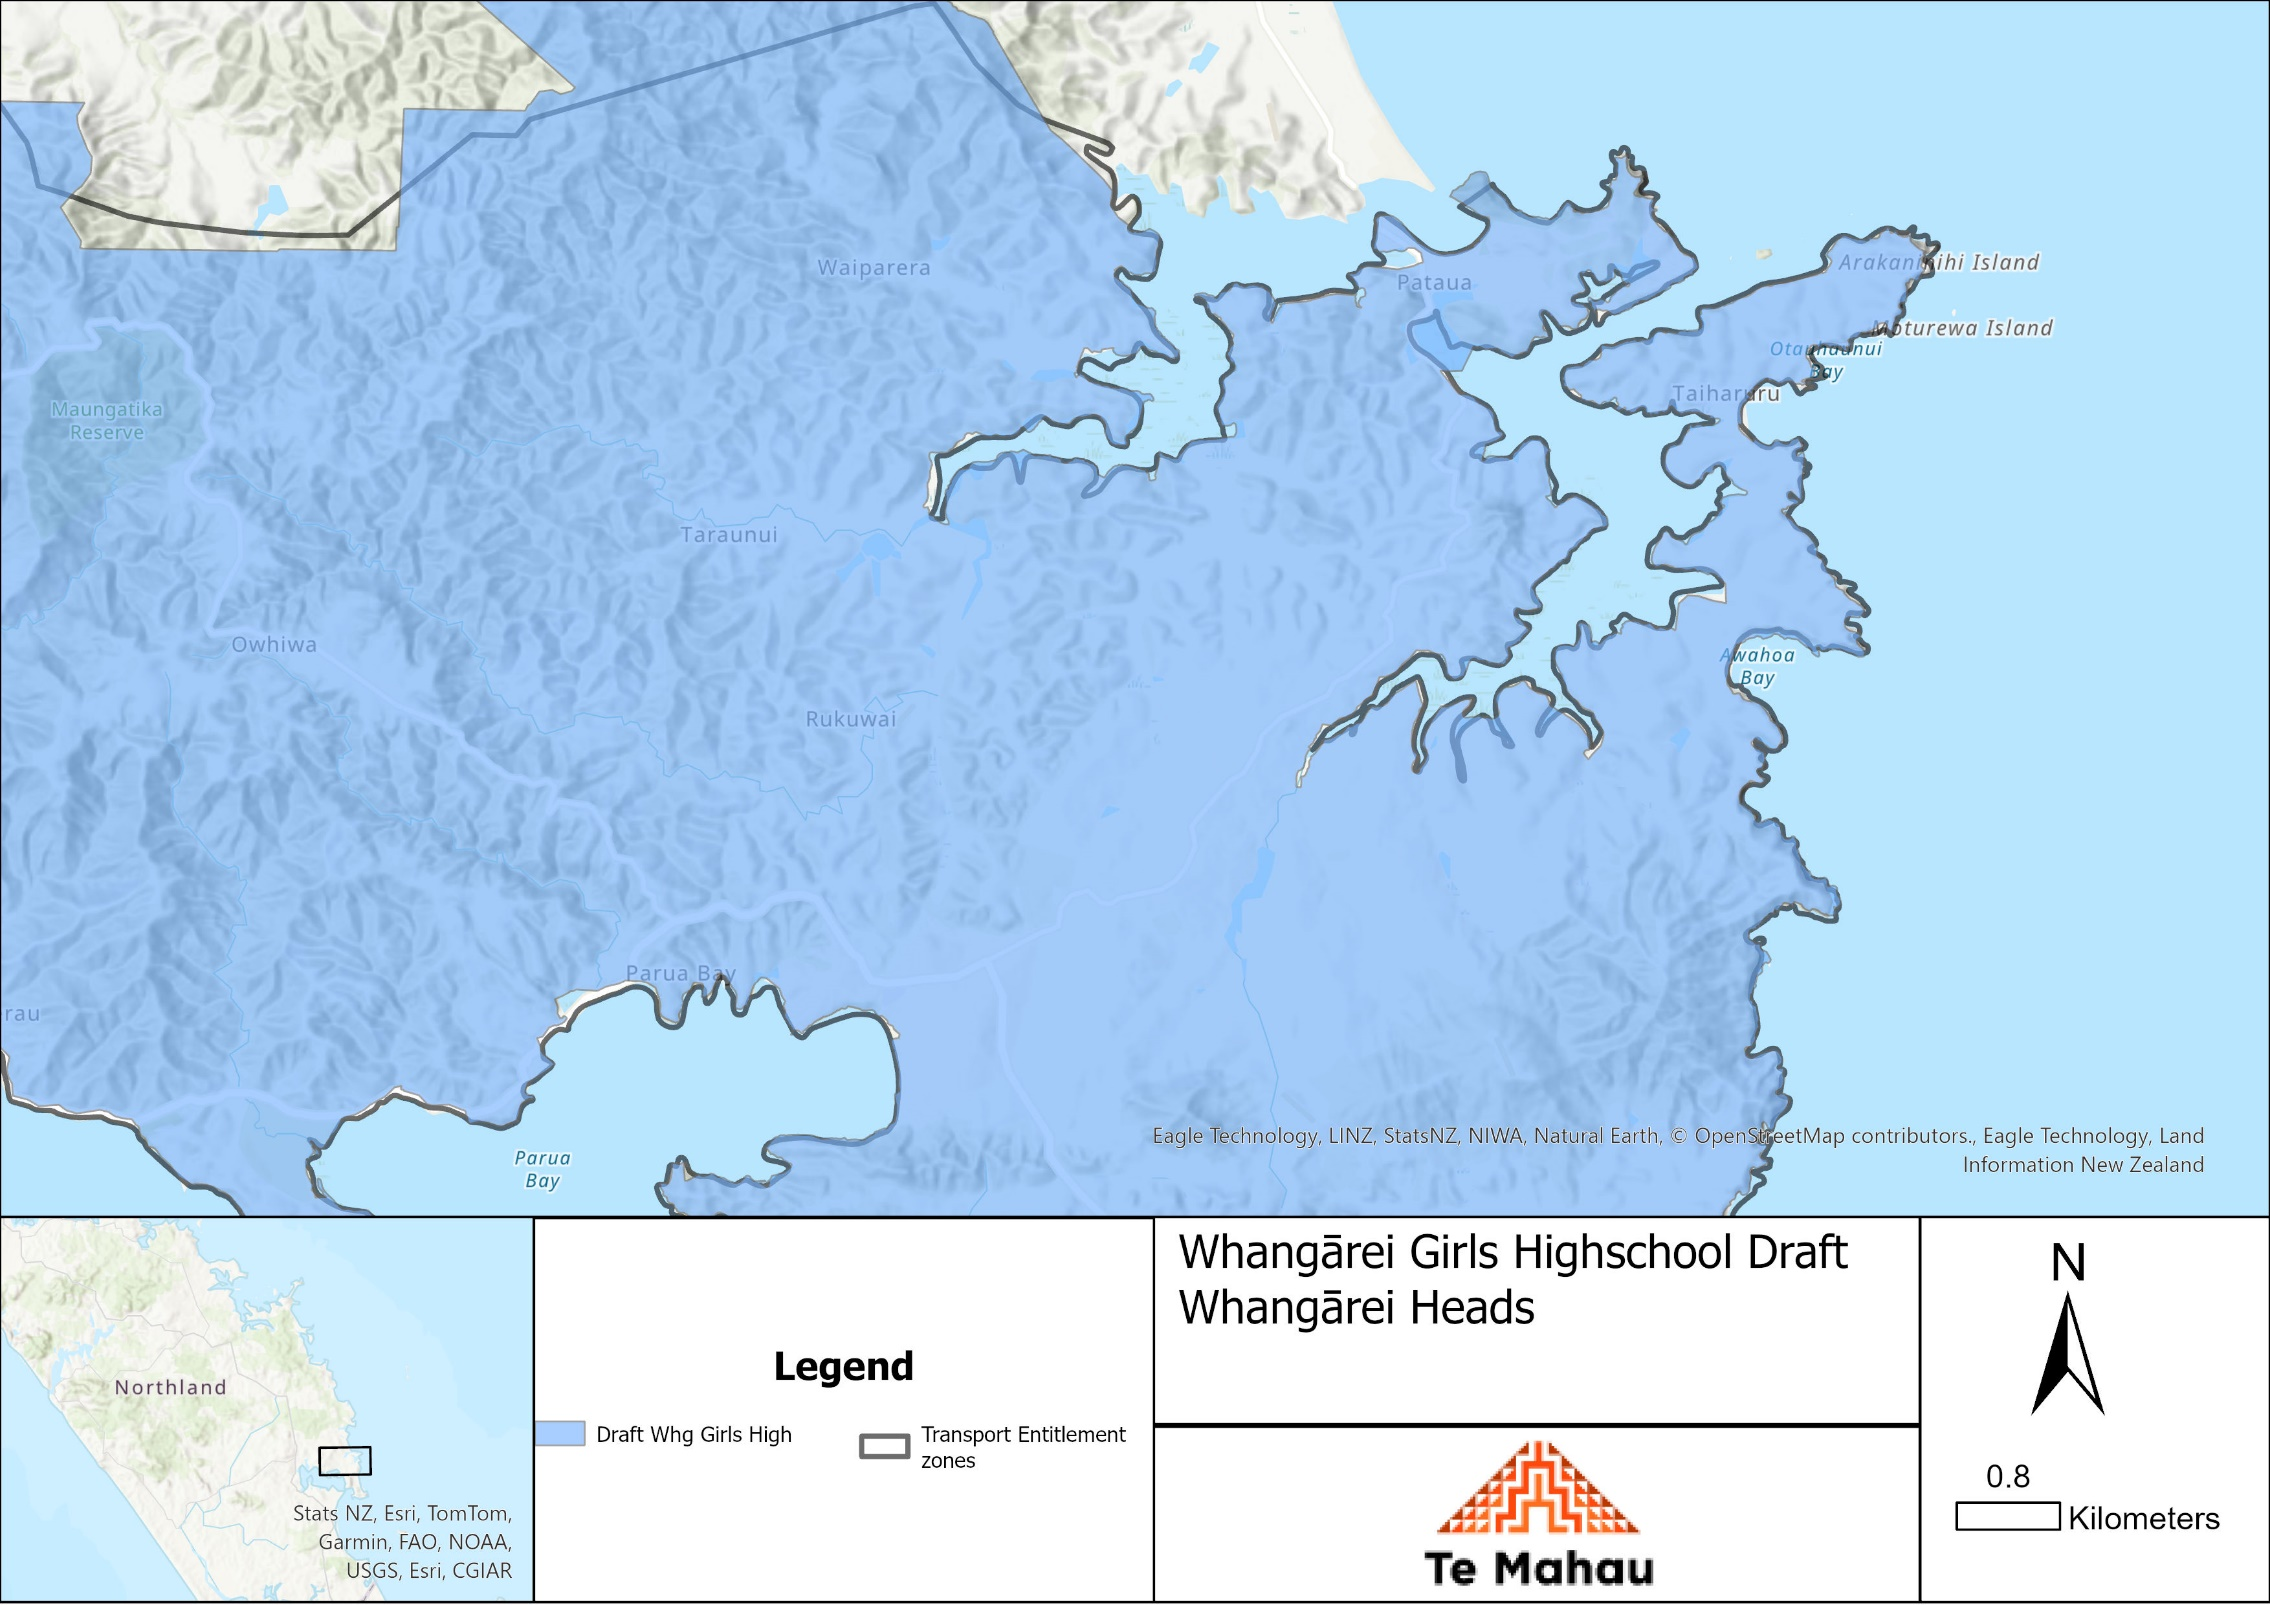 Waiparera
Pataua
Arakaninihi Island
Moturewa Island
Otauhaunui
Bay
Taiharuru
Maungatika
Reserve
Taraunui
Owhiwa
Awahoa
Bay
Rukuwai
Parua Bay
rau
Parua
Bay
Eagle Technology, LINZ, StatsNZ, NIWA, Natural Earth, © OpenStreetMap contributors., Eagle Technology, Land
Information New Zealand
Northland
Stats NZ, Esri, TomTom,
Garmin, FAO, NOAA,
USGS, Esri, CGIAR
Legend
Draft Whg Girls High
Transport Entitlement
zones
Whangārei Girls Highschool Draft
Whangārei Heads
Te Mahau
N
0.8
Kilometers